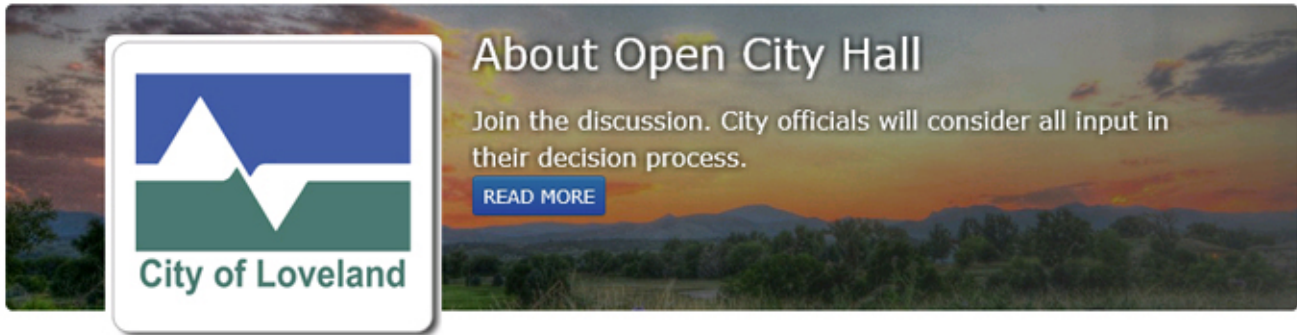 About Open City Hall
Join the discussion. City officials will consider all input in
their decision process.
READ MORE
City of Loveland